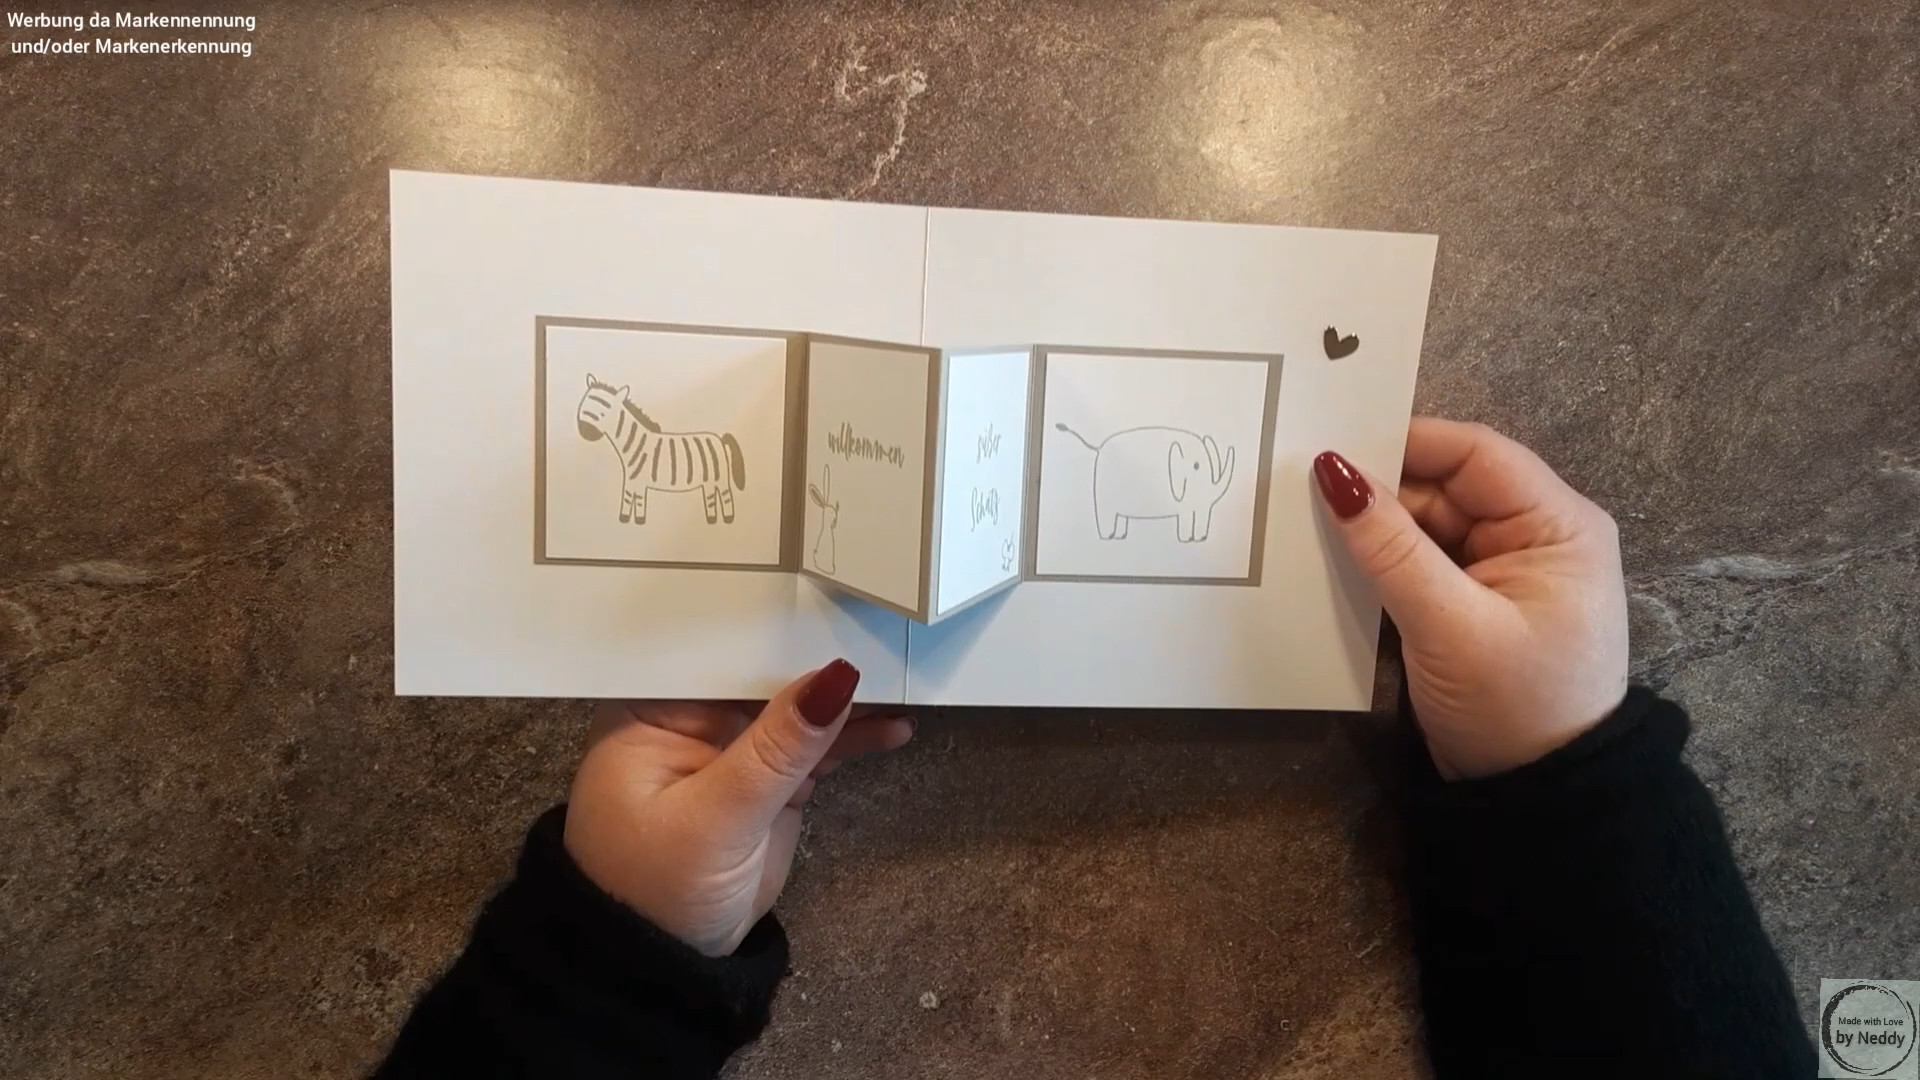 Werbung da Markennennung
und/oder Markenerkennung
willkommen
süßer
Schatz
Made with Love
by Neddy